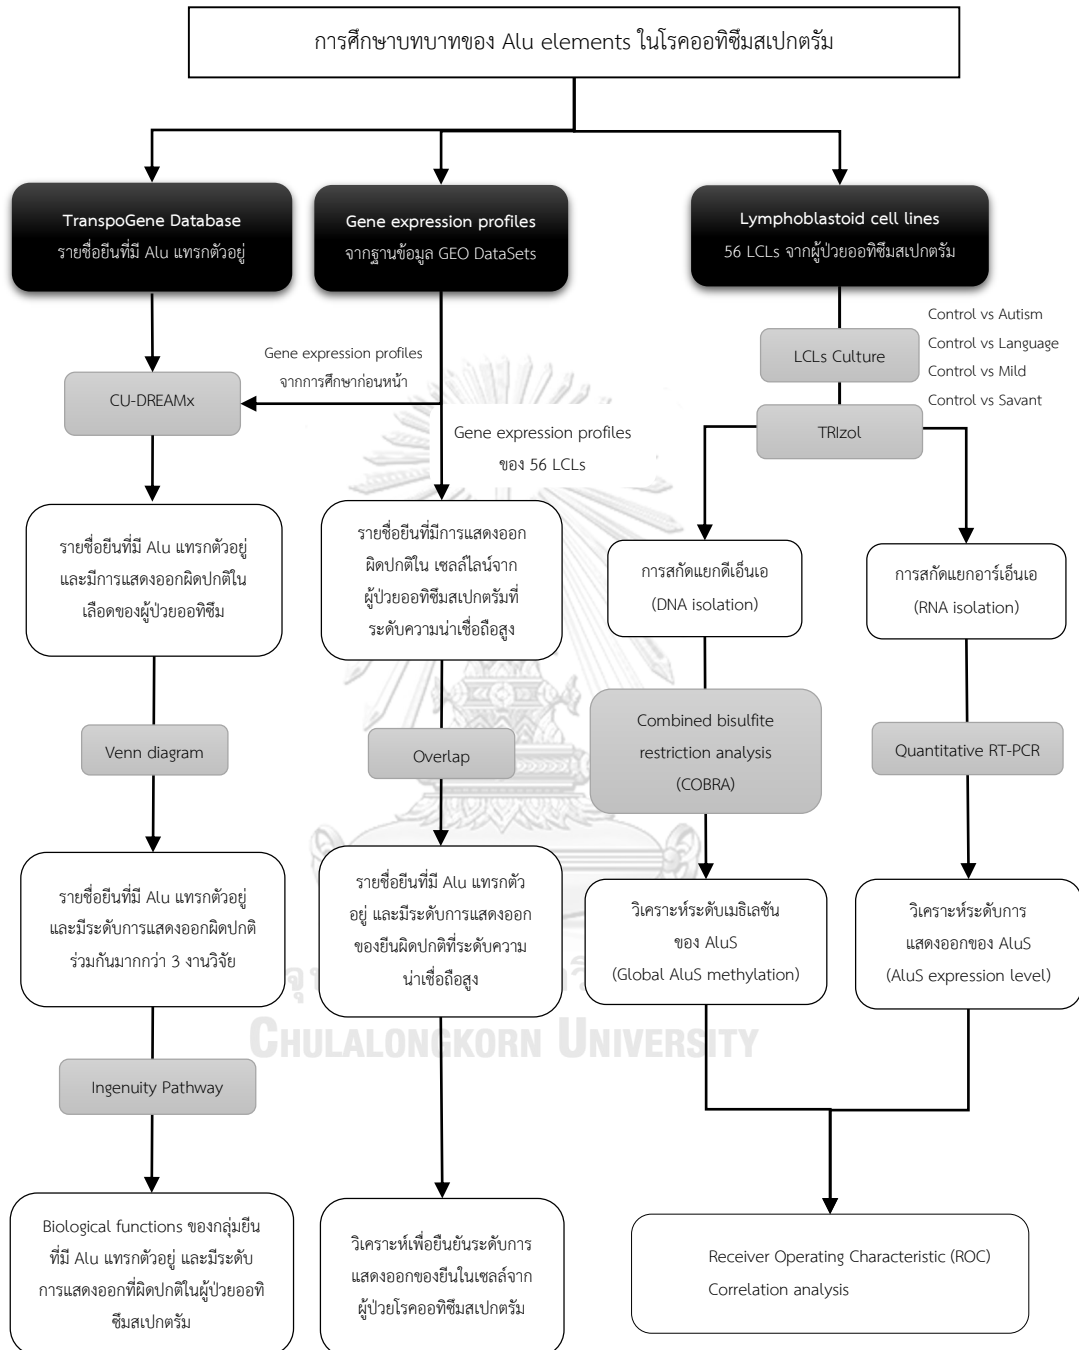 การศึกษาบทบาทของ Alu elements ในโรคออทิซึมสเปกตรัม
TranspoGene Database
รายชื่อยีนที่มี Alu แทรกตัวอยู่
Gene expression profiles
จากฐานข้อมูล GEO DataSets
Lymphoblastoid cell lines
56 LCLs จากผู้ป่วยออทิซึมสเปกตรัม
Control vs Autism
Control vs Language
Control vs Mild
Control vs Savant
LCLs Culture
TRIzol
Gene expression profiles
จากการศึกษาก่อนหน้า
CU-DREAMx
Gene expression profiles
ของ 56 LCLs
รายชื่อยีนที่มี Alu แทรกตัวอยู่
และมีการแสดงออกผิดปกติใน
เลือดของผู้ป่วยออทิซึม
รายชื่อยีนที่มีการแสดงออก
ผิดปกติใน เซลล์ไลน์จาก
ผู้ป่วยออทิซึมสเปกตรัมที่
ระดับความน่าเชื่อถือสูง
การสกัดแยกดีเอ็นเอ
(DNA isolation)
การสกัดแยกอาร์เอ็นเอ
(RNA isolation)
Venn diagram
Overlap
Combined bisulfite
restriction analysis
(COBRA)
Quantitative RT-PCR
รายชื่อยีนที่มี Alu แทรกตัวอยู่
และมีระดับการแสดงออกผิดปกติ
ร่วมกันมากกว่า 3 งานวิจัย
รายชื่อยีนที่มี Alu แทรกตัว
อยู่ และมีระดับการแสดงออก
ของยีนผิดปกติที่ระดับความ
น่าเชื่อถือสูง
วิเคราะห์ระดับเมธิเลชัน
ของ AluS
(Global AluS methylation)
วิเคราะห์ระดับการ
แสดงออกของ AluS
(AluS expression level)
CHULALONGKORN UNIVERSITY
Ingenuity Pathway
Biological functions ของกลุ่มยีน
ที่มี Alu แทรกตัวอยู่ และมีระดับ
การแสดงออกที่ผิดปกติในผู้ป่วยออทิ
ซึมสเปกตรัม
วิเคราะห์เพื่อยืนยันระดับการ
แสดงออกของยีนในเซลล์จาก
ผู้ป่วยโรคออทิซึมสเปกตรัม
Receiver Operating Characteristic (ROC)
Correlation analysis